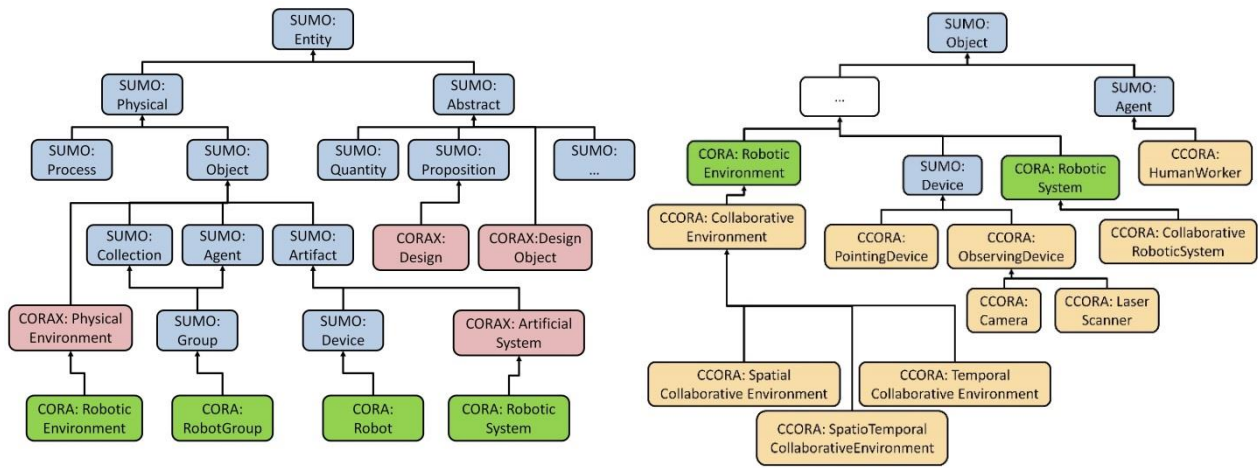 SUMO:
Entity
SUMO:
Physical
SUMO:
Abstract
SUMO:
Process
SUMO:
Object
SUMO:
Quantity
SUMO:
Proposition
SUMO:
...
SUMO:
Collection
SUMO:
Agent
SUMO:
Artifact
CORAX:
Design
CORAX:Design
Object
CORAX: Physical
Environment
SUMO:
Group
SUMO:
Device
CORAX: Artificial
System
CORA: Robotic
Environment
CORA:
RobotGroup
CORA:
Robot
CORA: Robotic
System
SUMO:
Object
...
SUMO:
Agent
CORA: Robotic
Environment
SUMO:
Device
CORA: Robotic
System
CCORA:
HumanWorker
CCORA: Collaborative
Environment
CCORA:
PointingDevice
CCORA:
ObservingDevice
CCORA: Collaborative
RoboticSystem
CCORA:
Camera
CCORA: Laser
Scanner
CCORA: Spatial
Collaborative Environment
CCORA: Temporal
Collaborative Environment
CCORA: SpatioTemporal
CollaborativeEnvironment